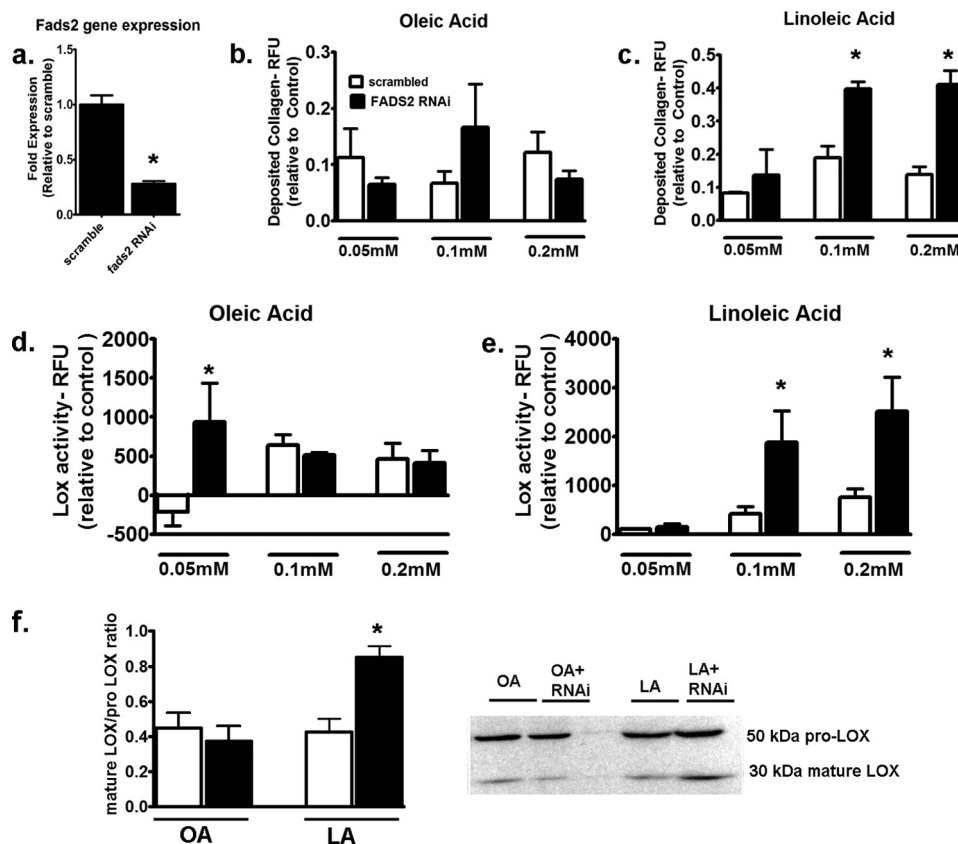 Fads2 gene expression
a.
Fold Expression
(Relative to scramble)
1.5
1.0
0.5
0.0
*
scramble
fads2 RNAi
Oleic Acid
b.
Deposited Collagen- RFU
(relative to Control)
0.3
0.2
0.1
0.0
scrambled
FADS2 RNAi
0.05mM
0.1mM
0.2mM
Linoleic Acid
c.
Deposited Collagen- RFU
(relative to Control)
0.5
0.4
0.3
0.2
0.1
0.0
*
*
0.05mM
0.1mM
0.2mM
Oleic Acid
d.
Lox activity- RFU
(relative to control )
2000
1500
1000
500
0
-500
*
0.05mM
0.1mM
0.2mM
Linoleic Acid
e.
Lox activity- RFU
(relative to control )
4000
3000
2000
1000
0
*
*
0.05mM
0.1mM
0.2mM
f.
mature LOX/pro LOX ratio
1.0
0.8
0.6
0.4
0.2
0.0
*
OA
LA
OA
OA+
RNAi
LA
LA+
RNAi
50 kDa pro-LOX
30 kDa mature LOX